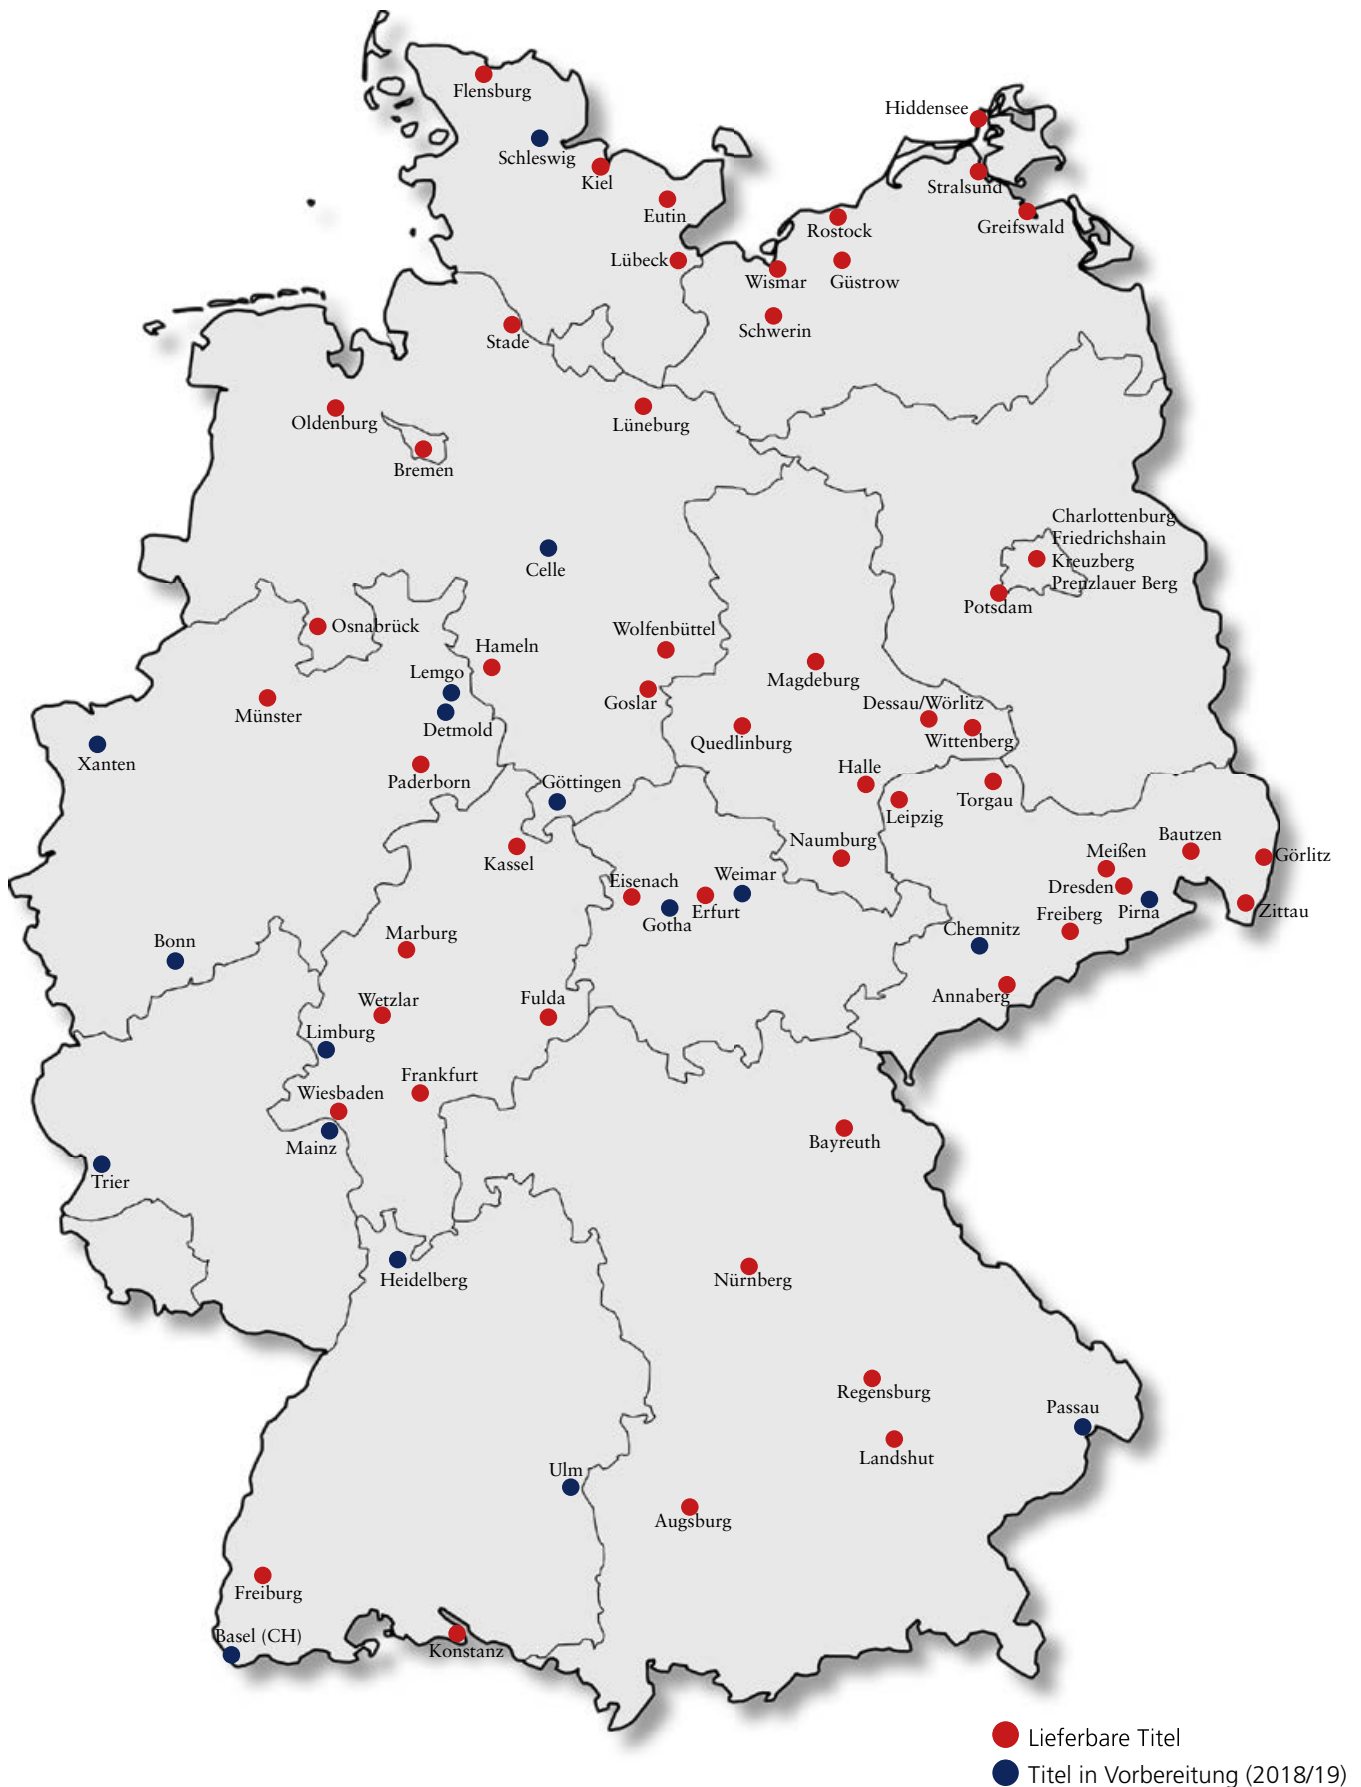 Flensburg
Hiddensee
Schleswig
Kiel
Stralsund
Eutin
Greifswald
Rostock
Lübeck
Wismar
Güstrow
Schwerin
Stade
Oldenburg
Lüneburg
Bremen
Charlottenburg
Friedrichshain
Kreuzberg
Prenzlauer Berg
Celle
Potsdam
Osnabrück
Wolfenbüttel
Hameln
Lemgo
Magdeburg
Goslar
Dessau/Wörlitz
Münster
Detmold
Quedlinburg
Wittenberg
Xanten
Halle
Paderborn
Göttingen
Torgau
Leipzig
Bautzen
Naumburg
Meißen
Görlitz
Kassel
Weimar
Eisenach
Dresden
Erfurt
Pirna
Zittau
Freiberg
Gotha
Chemnitz
Marburg
Bonn
Annaberg
Fulda
Wetzlar
Limburg
Frankfurt
Wiesbaden
Bayreuth
Mainz
Trier
Heidelberg
Nürnberg
Regensburg
Passau
Landshut
Ulm
Augsburg
Freiburg
Basel (CH)
Konstanz
Lieferbare Titel
Titel in Vorbereitung (2018/19)